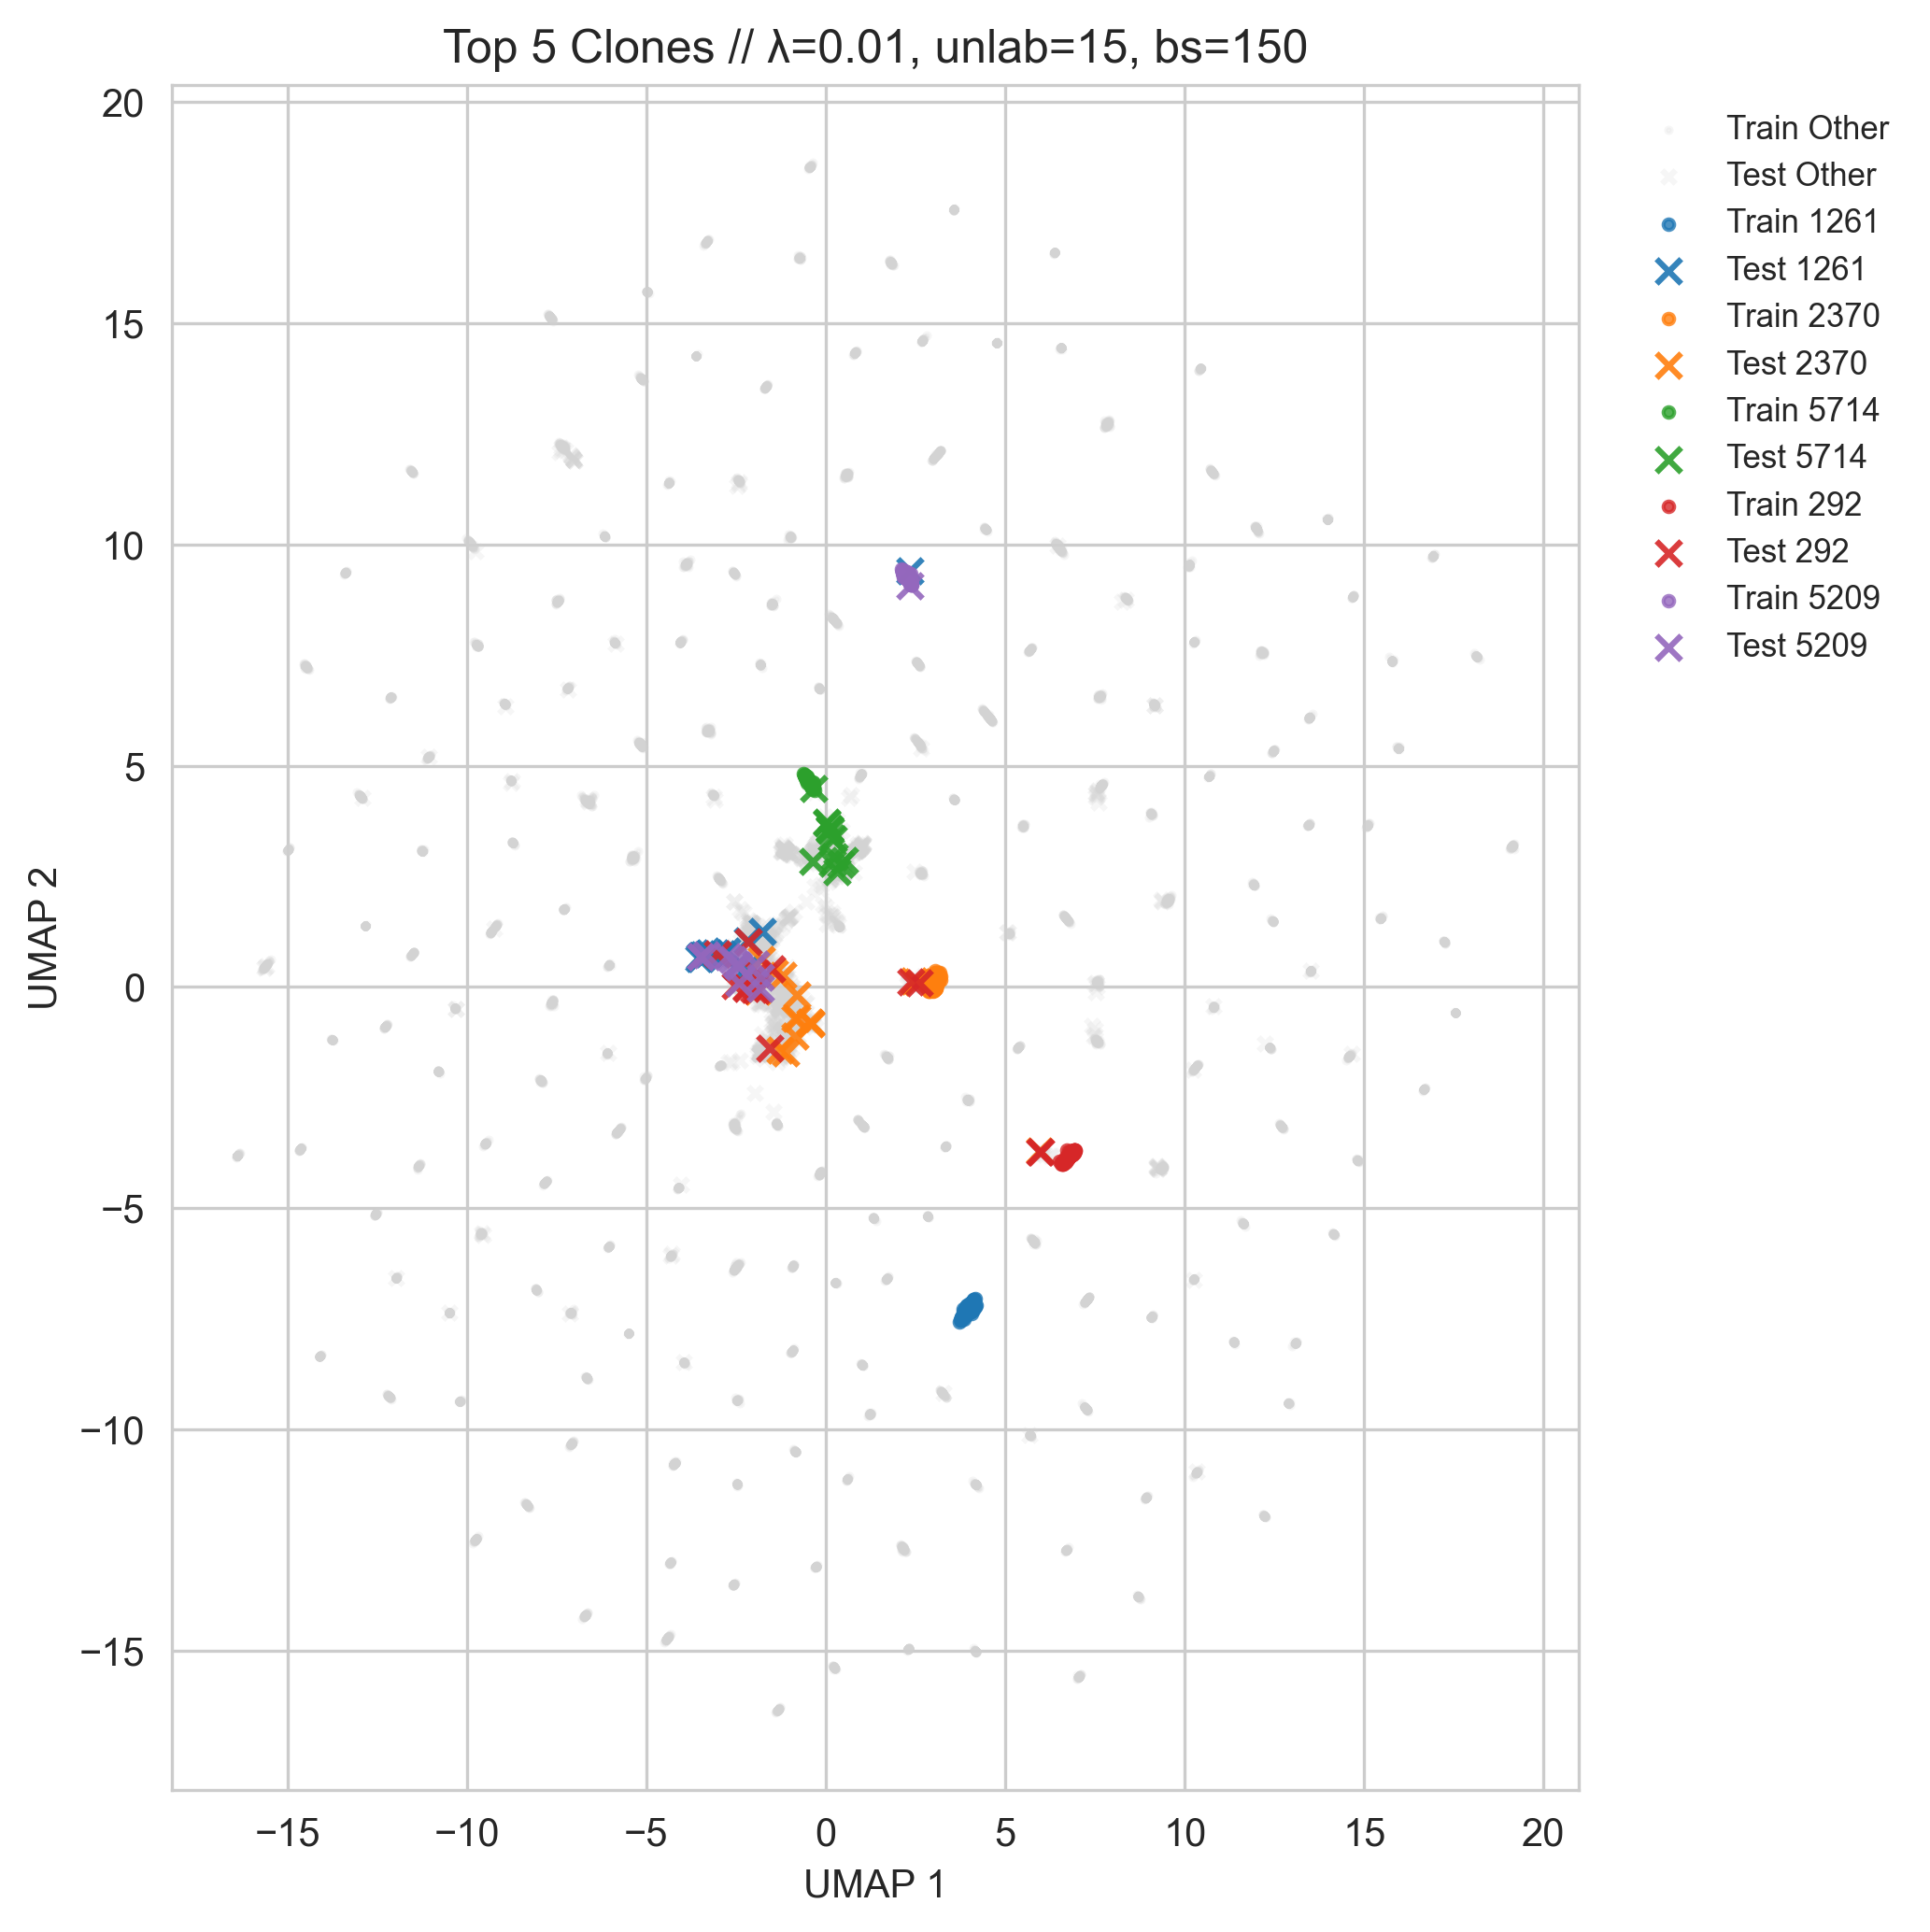 Top 5 Clones // λ=0.01, unlab=15, bs=150
Train Other
Test Other
Train 1261
Test 1261
Train 2370
Test 2370
Train 5714
Test 5714
Train 292
Test 292
Train 5209
Test 5209
UMAP 2
20
15
10
5
0
−5
−10
−15
−15 −10 −5 0 5 10 15 20
UMAP 1